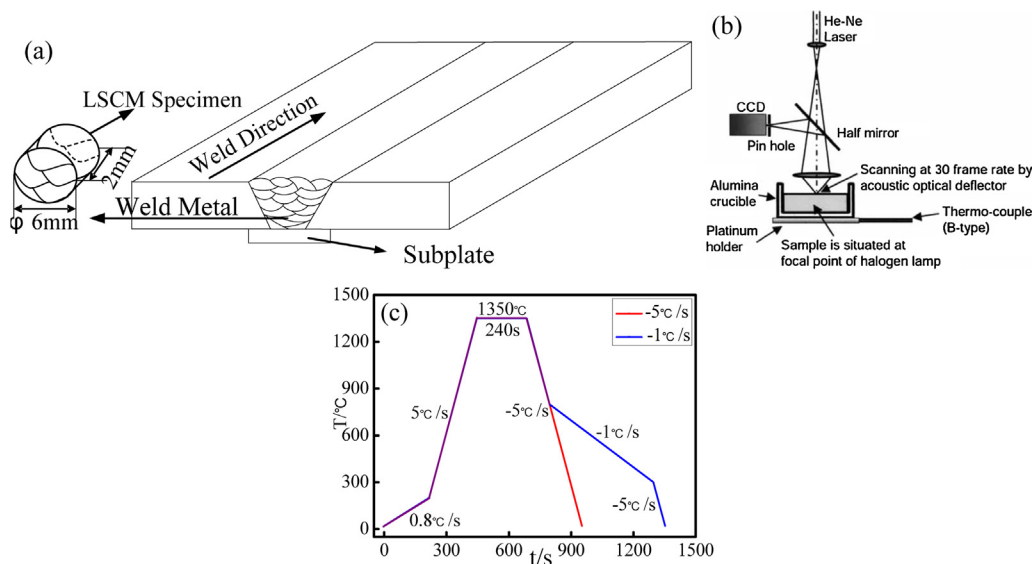 (a)
LSCM Specimen
2mm
φ 6mm
Weld Direction
Weld Metal
Subplate
(b)
He-Ne
Laser
CCD
Pin hole
Half mirror
Scanning at 30 frame rate by
acoustic optical deflector
Alumina
crucible
Thermo-couple
(B-type)
Platinum
holder
Sample is situated at
focal point of halogen lamp
(c)
1350℃
240s
-5℃/s
-1℃/s
5℃/s
-5℃/s
-1℃/s
0.8℃/s
-5℃/s
T/℃
1500
1200
900
600
300
0
0
300
600
900
1200
1500
t/s